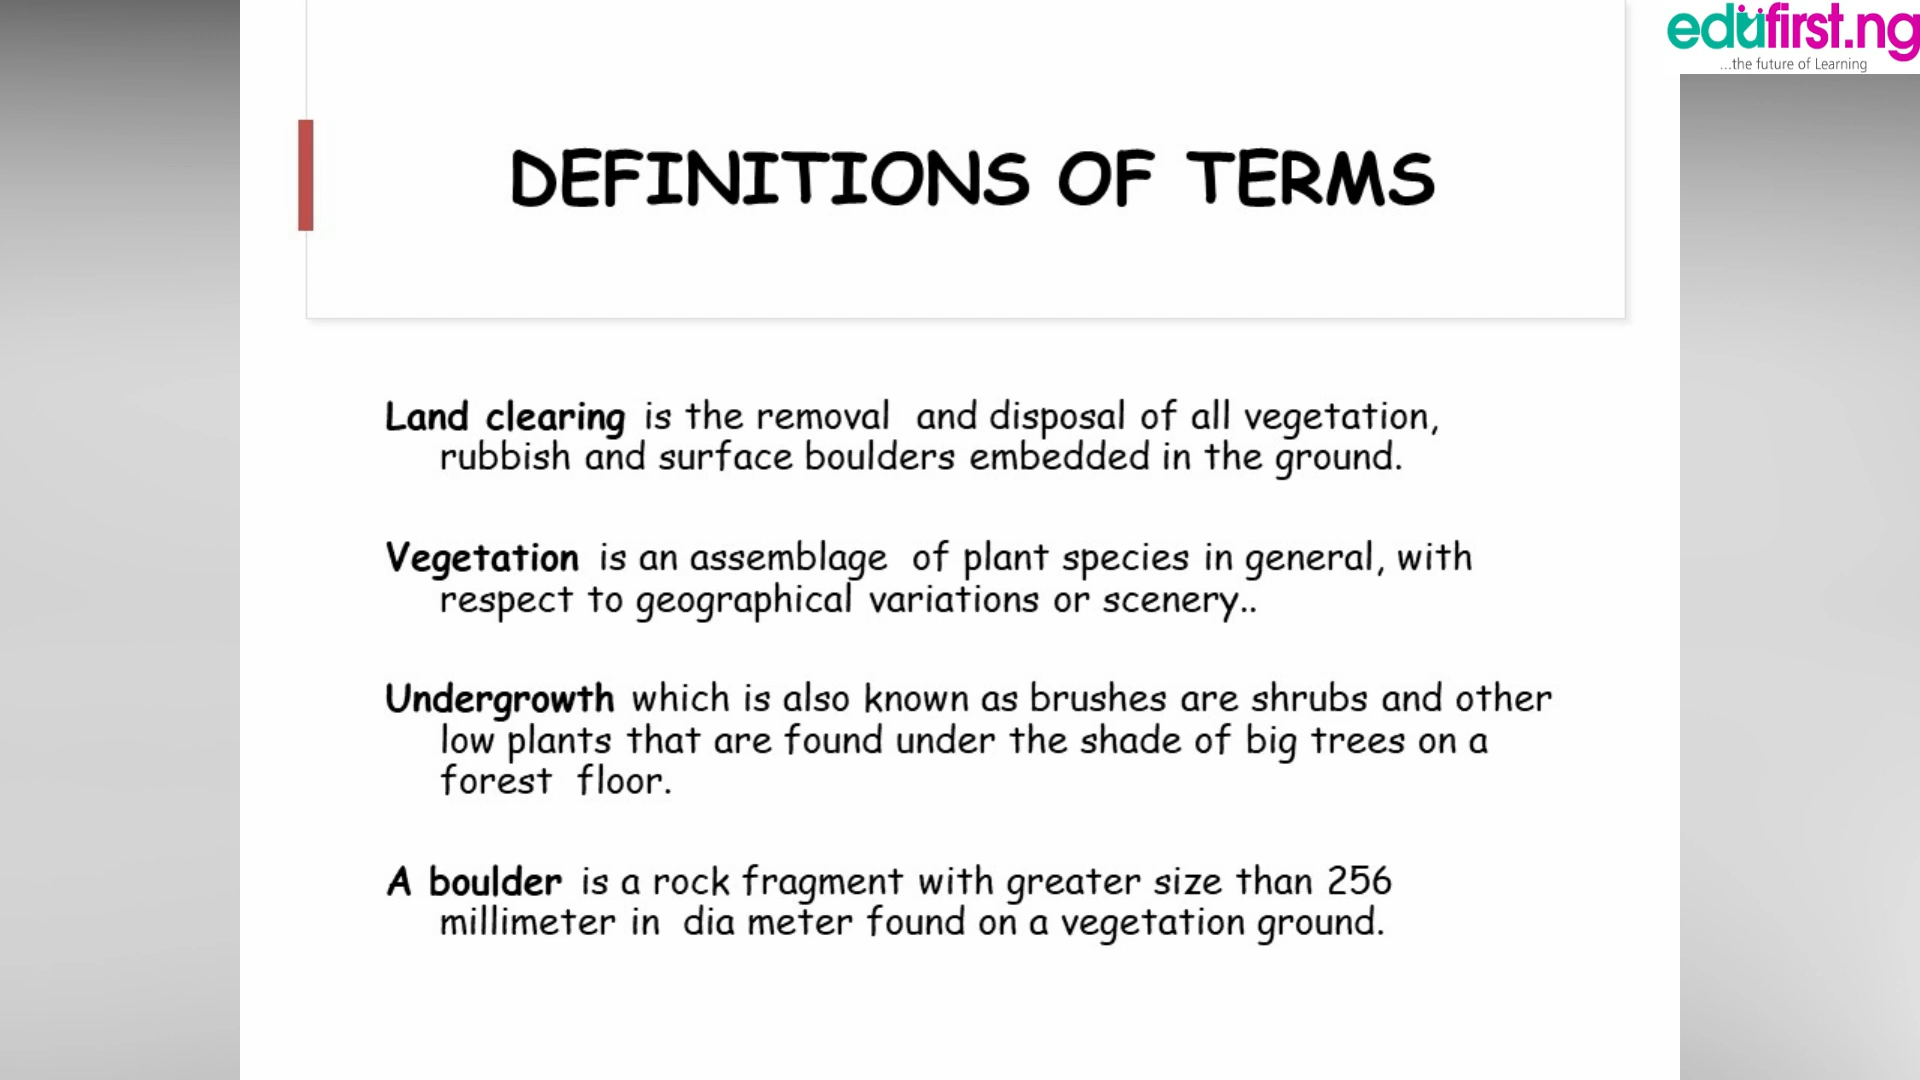 edufirst.ng
...the future of Learning
DEFINITIONS OF TERMS
Land clearing is the removal and disposal of all vegetation,
rubbish and surface boulders embedded in the ground.
Vegetation is an assemblage of plant species in general, with
respect to geographical variations or scenery..
Undergrowth which is also known as brushes are shrubs and other
low plants that are found under the shade of big trees on a
forest floor.
A boulder is a rock fragment with greater size than 256
millimeter in dia meter found on a vegetation ground.